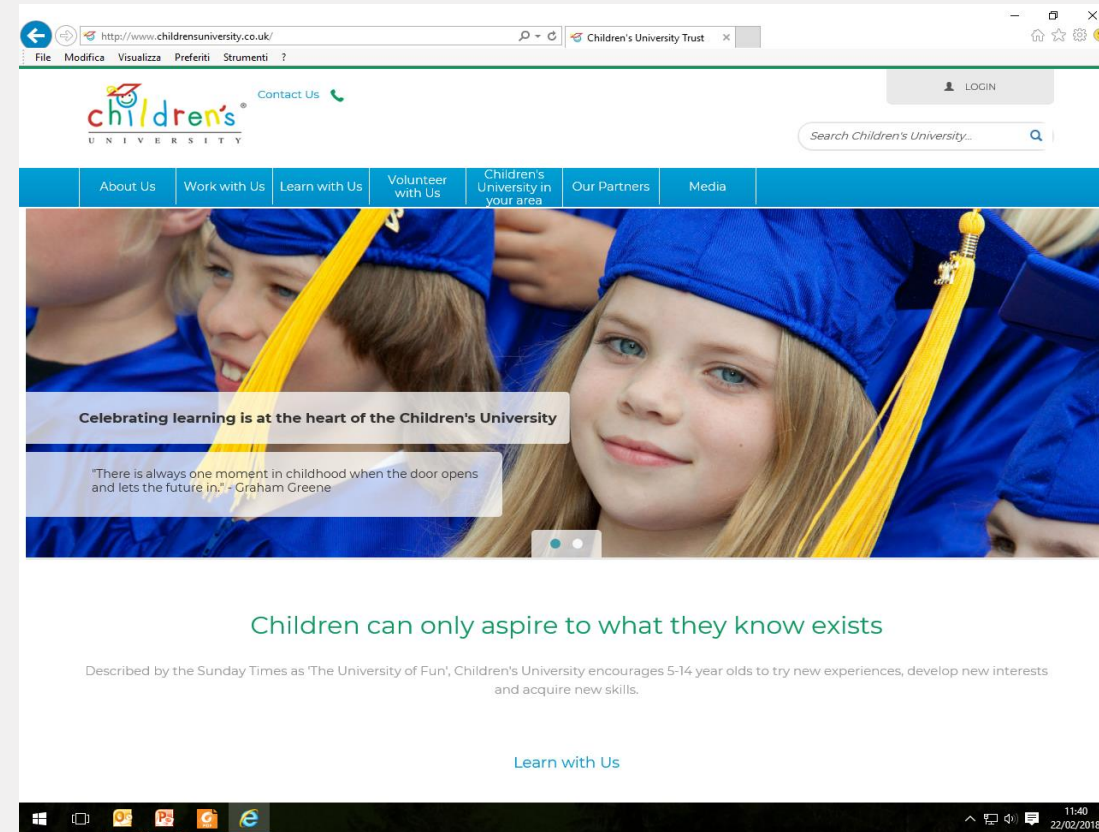 http://www.childrensuniversity.co.uk/
Children's University Trust
File Modifica Visualizza Preferiti Strumenti ?
children's®
UNIVERSITY
Contact Us
LOGIN
Search Children's University...
About Us
Work with Us
Learn with Us
Volunteer
with Us
Children's
University in
your area
Our Partners
Media
Celebrating learning is at the heart of the Children's University
"There is always one moment in childhood when the door opens
and lets the future in." - Graham Greene
Children can only aspire to what they know exists
Described by the Sunday Times as 'The University of Fun', Children's University encourages 5-14 year olds to try new experiences, develop new interests
and acquire new skills.
Learn with Us
11:40
22/02/2018